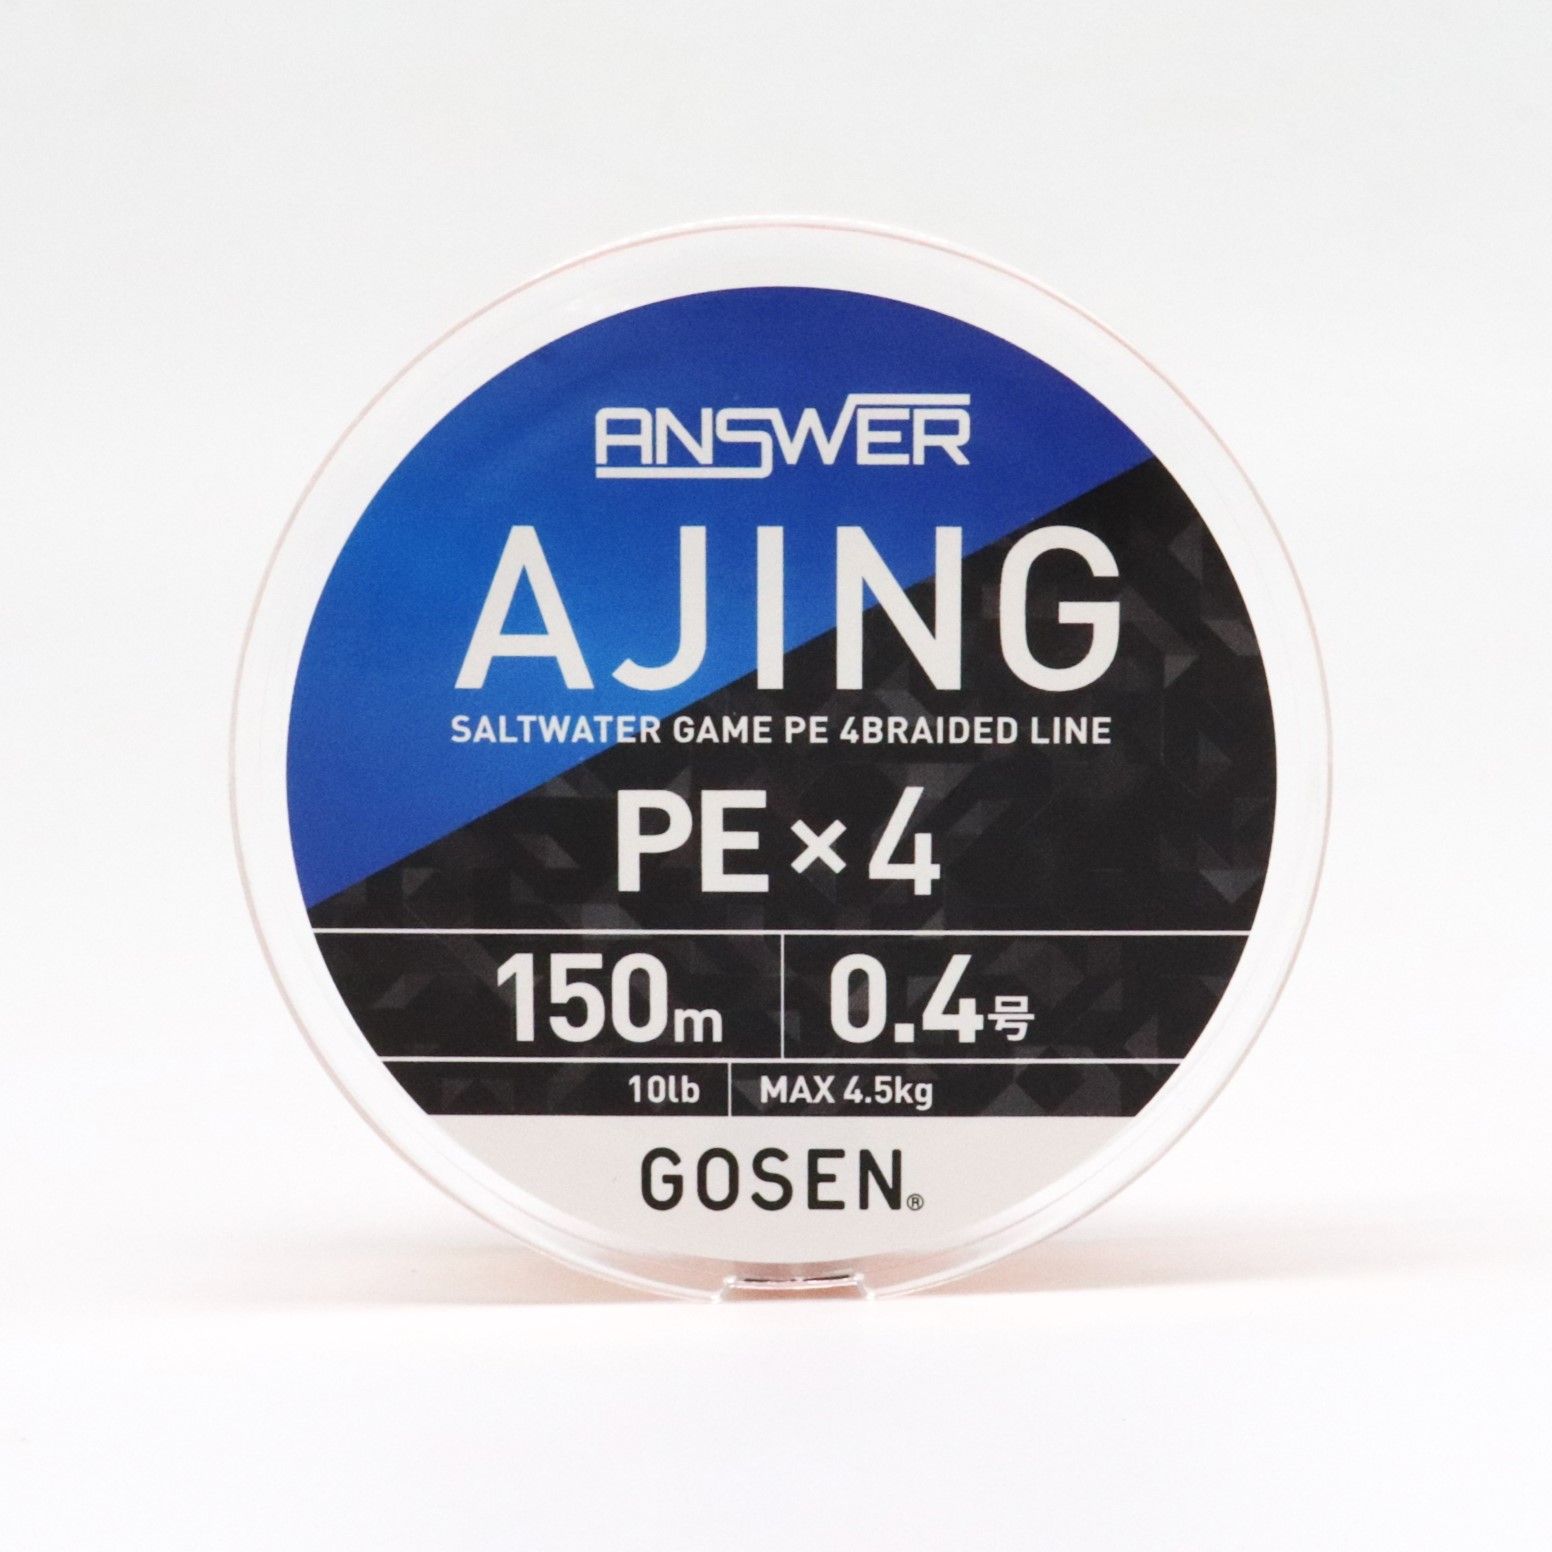 ANSWER
AJING
SALTWATER GAME PE 4BRAIDED LINE
PE×4
150m 0.4号
10lb MAX 4.5kg
GOSEN®